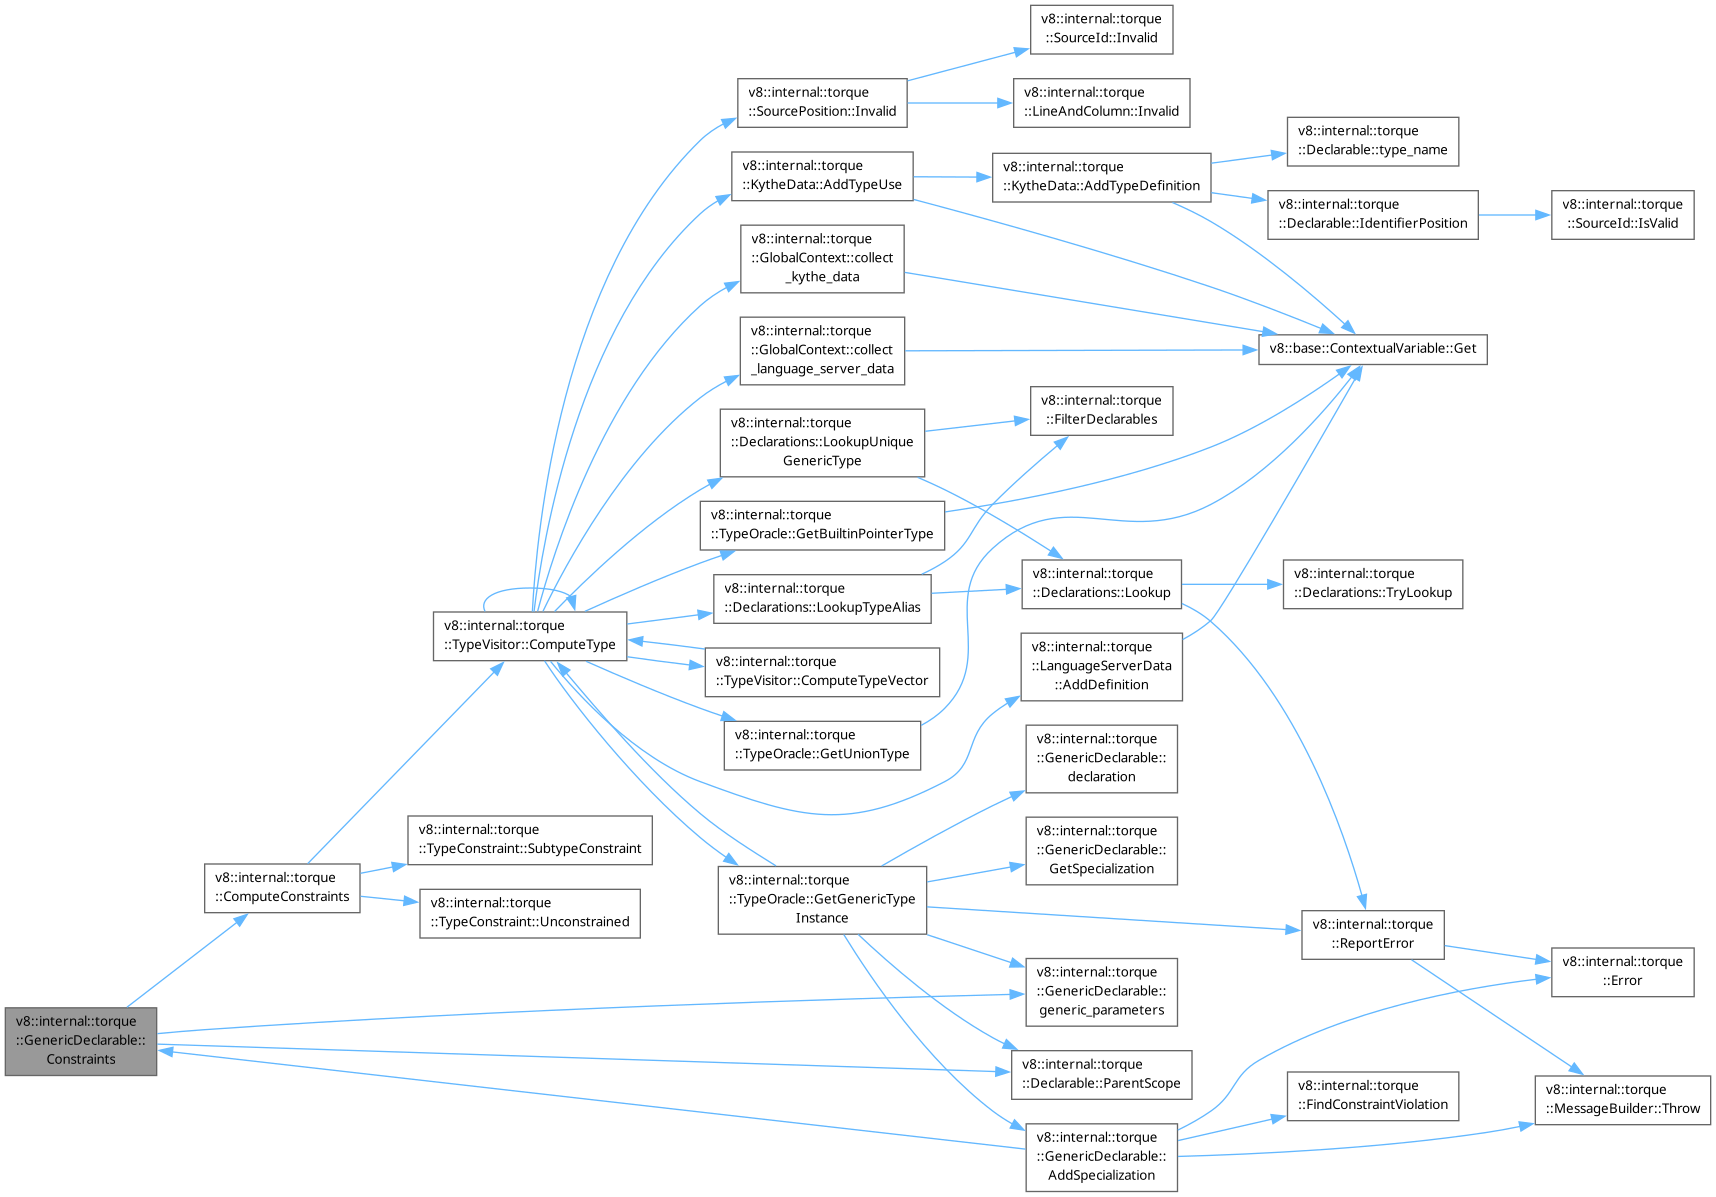 v8::internal::torque
::SourceId::Invalid
v8::internal::torque
::SourcePosition::Invalid
v8::internal::torque
::LineAndColumn::Invalid
v8::internal::torque
::Declarable::type_name
v8::internal::torque
::KytheData::AddTypeUse
v8::internal::torque
::KytheData::AddTypeDefinition
v8::internal::torque
::Declarable::IdentifierPosition
v8::internal::torque
::SourceId::IsValid
v8::internal::torque
::GlobalContext::collect
_kythe_data
v8::internal::torque
::GlobalContext::collect
_language_server_data
v8::base::ContextualVariable::Get
v8::internal::torque
::FilterDeclarables
v8::internal::torque
::Declarations::LookupUnique
GenericType
v8::internal::torque
::TypeOracle::GetBuiltinPointerType
v8::internal::torque
::Declarations::LookupTypeAlias
v8::internal::torque
::Declarations::Lookup
v8::internal::torque
::Declarations::TryLookup
v8::internal::torque
::TypeVisitor::ComputeType
v8::internal::torque
::TypeVisitor::ComputeTypeVector
v8::internal::torque
::LanguageServerData
::AddDefinition
v8::internal::torque
::TypeOracle::GetUnionType
v8::internal::torque
::GenericDeclarable::
declaration
v8::internal::torque
::TypeConstraint::SubtypeConstraint
v8::internal::torque
::GenericDeclarable::
GetSpecialization
v8::internal::torque
::ComputeConstraints
v8::internal::torque
::TypeConstraint::Unconstrained
v8::internal::torque
::TypeOracle::GetGenericType
Instance
v8::internal::torque
::ReportError
v8::internal::torque
::Error
v8::internal::torque
::GenericDeclarable::
generic_parameters
v8::internal::torque
::GenericDeclarable::
Constraints
v8::internal::torque
::Declarable::ParentScope
v8::internal::torque
::FindConstraintViolation
v8::internal::torque
::MessageBuilder::Throw
v8::internal::torque
::GenericDeclarable::
AddSpecialization